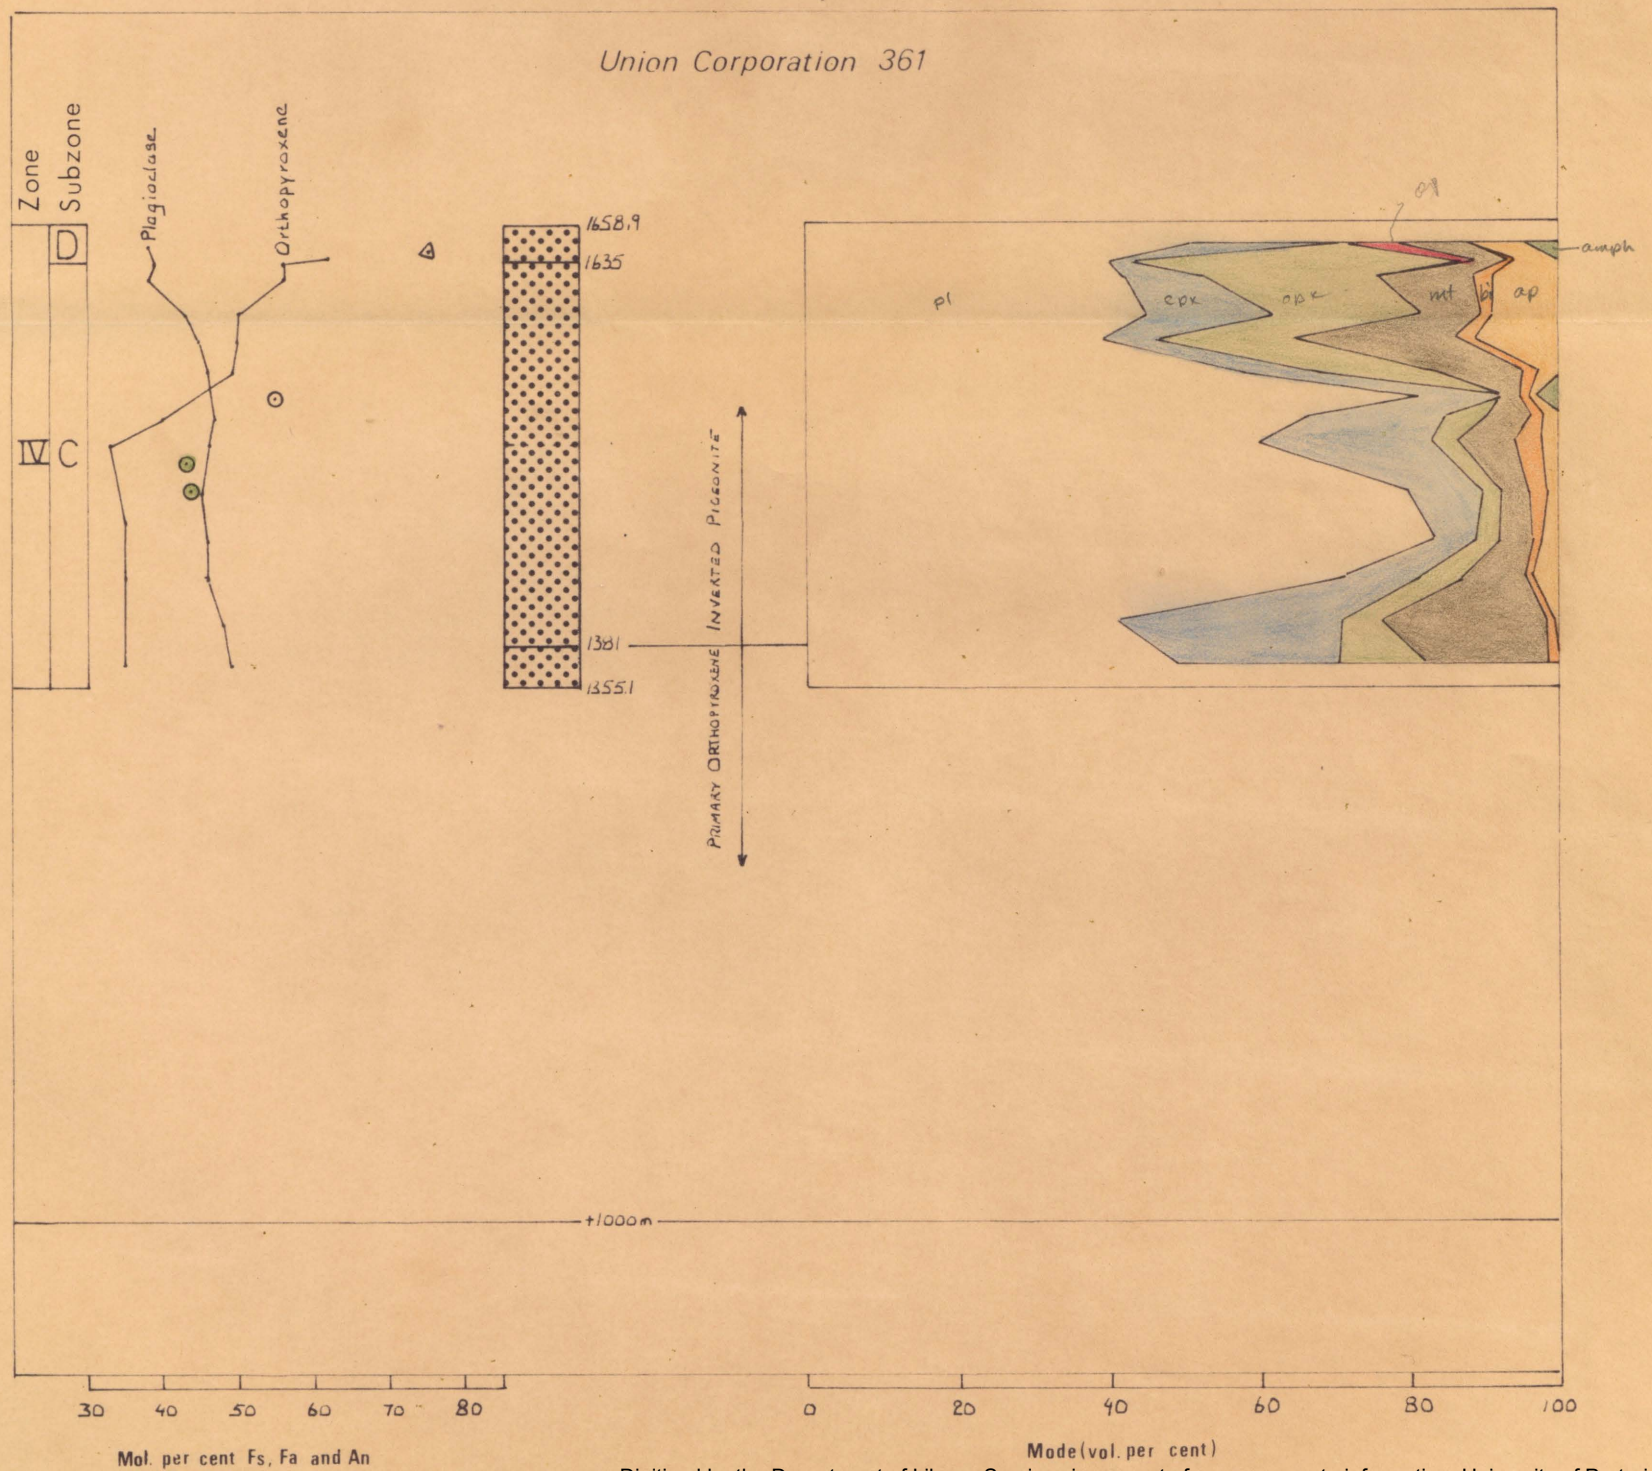 Union Corporation 361
Zone
Subzone
Plagioclase
Orthopyroxene
ol
D
1658,9
amph
1635
pl
cpx
opx
mt
bi
ap
IV
C
PRIMARY ORTHOPYROXENE INVERTED PIGEONITE
1381
1355.1
+1000m
30 40 50 60 70 80
0 20 40 60 80 100
Mol. per cent Fs, Fa and An
Mode (vol. per cent)